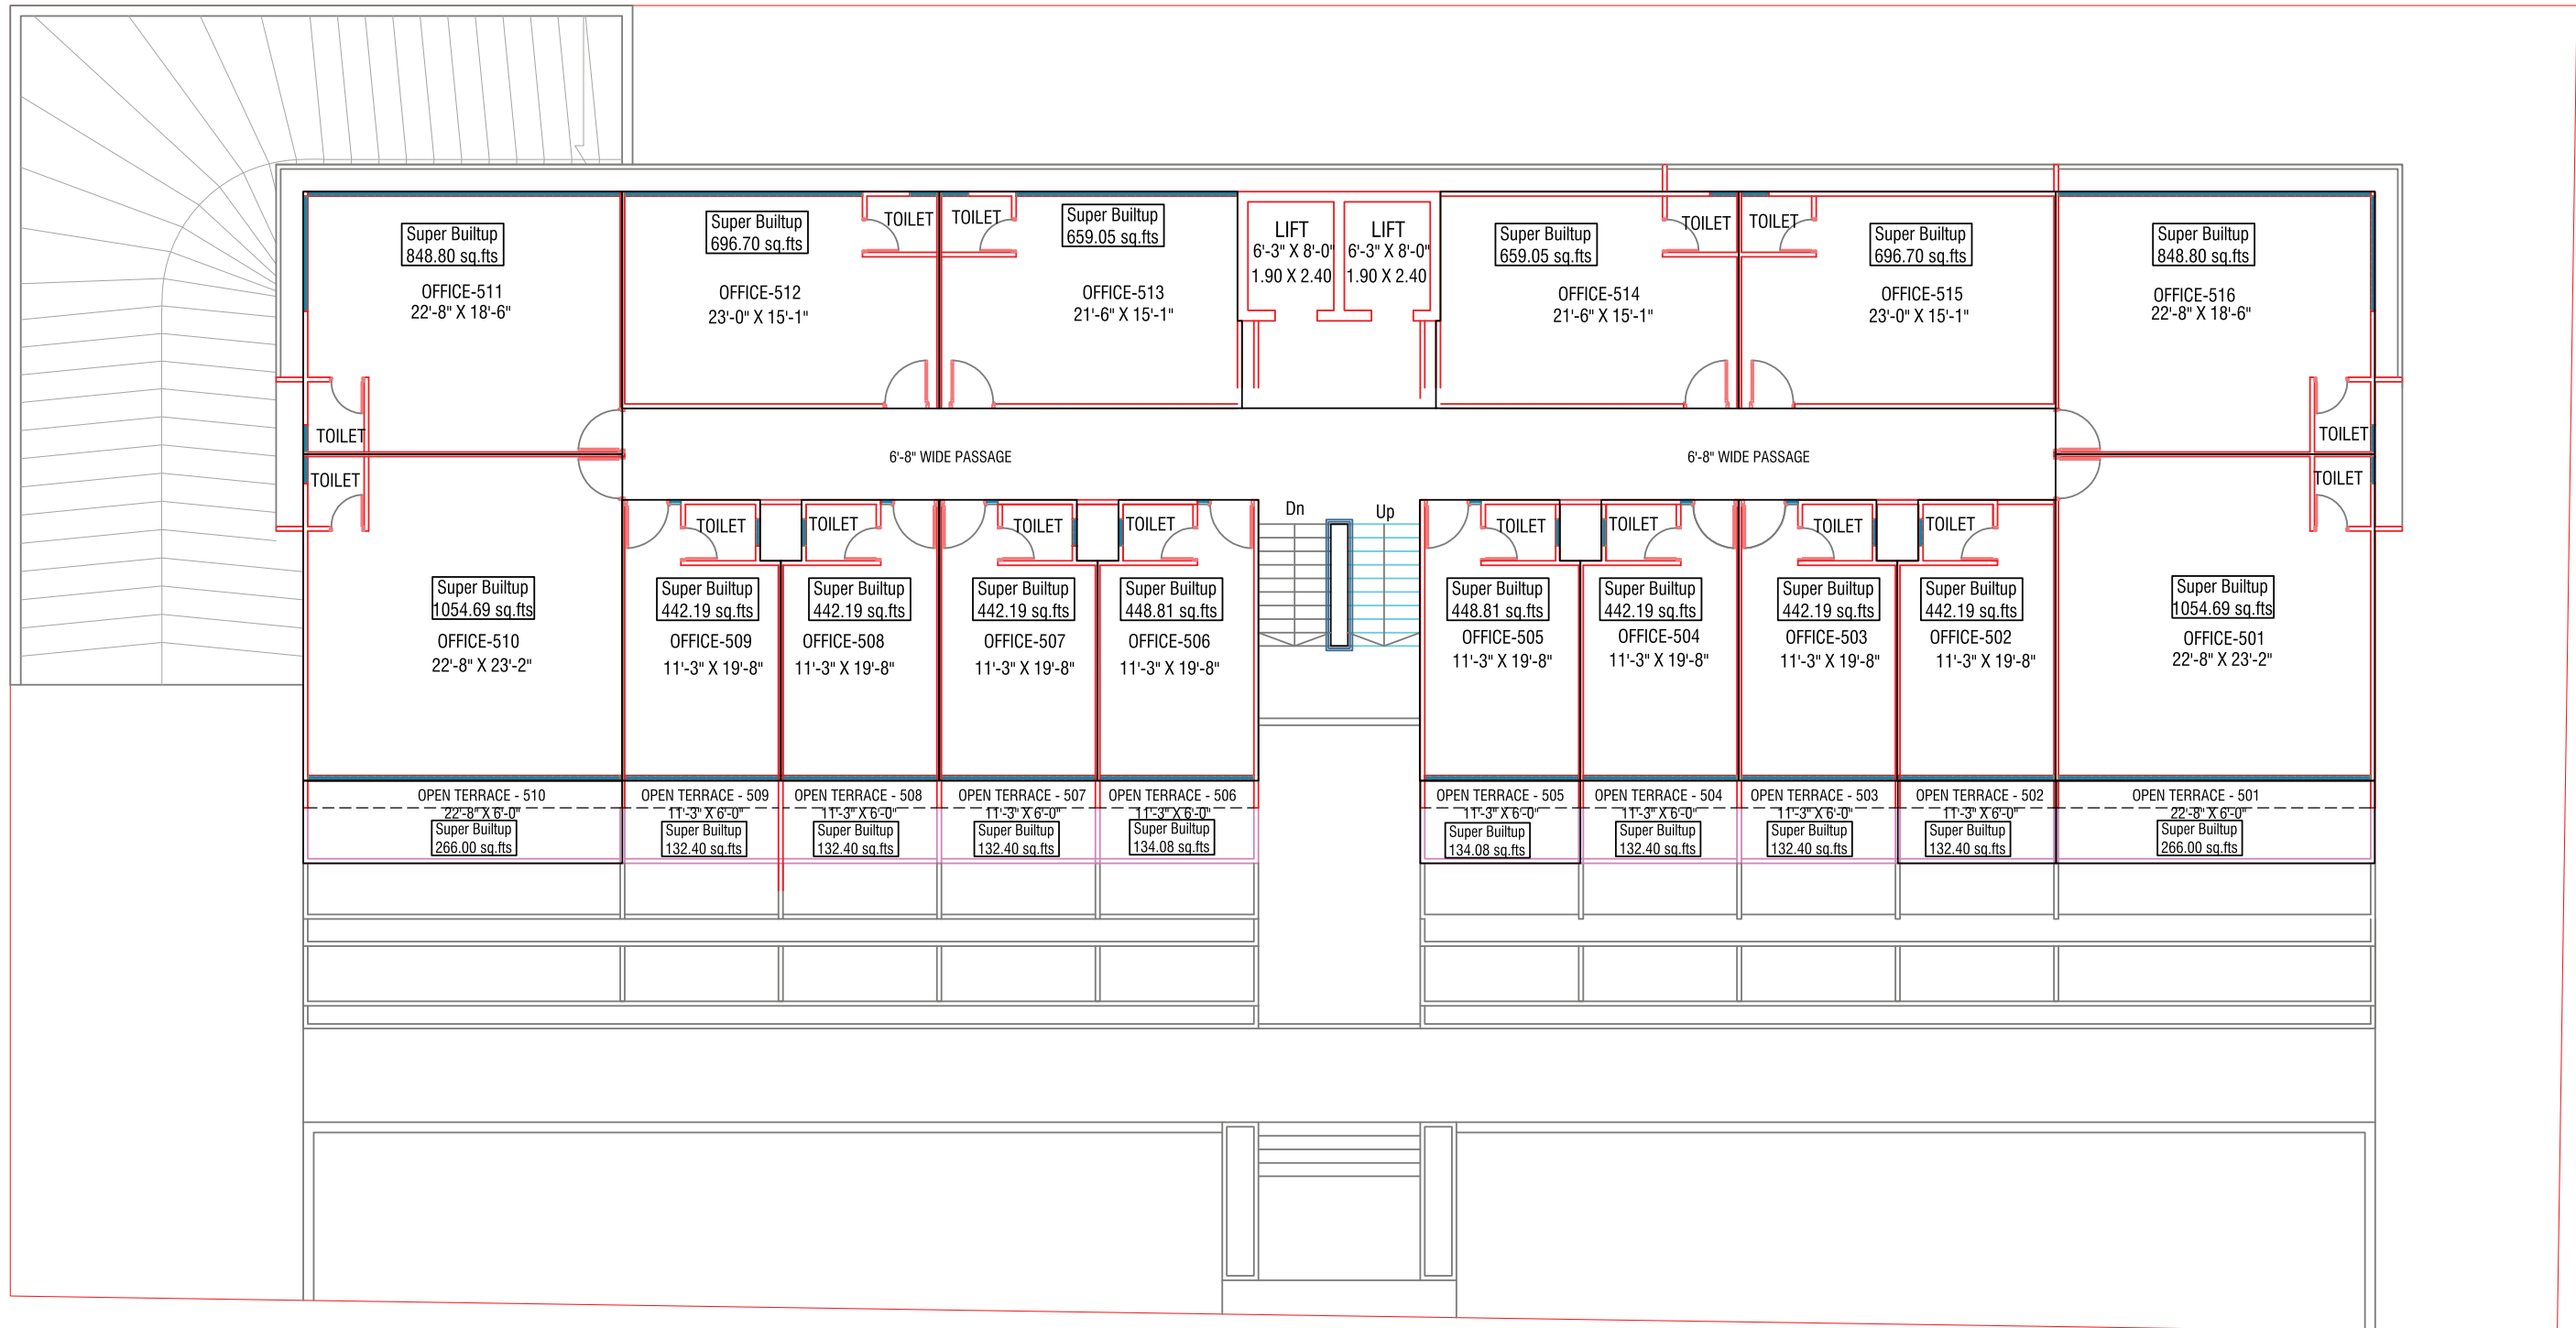 Super Builtup
848.80 sq.fts
OFFICE-511
22'-8" X 18'-6"
TOILET
Super Builtup
696.70 sq.fts
OFFICE-512
23'-0" X 15'-1"
TOILET
TOILET
Super Builtup
659.05 sq.fts
OFFICE-513
21'-6" X 15'-1"
LIFT
6'-3" X 8'-0"
1.90 X 2.40
LIFT
6'-3" X 8'-0"
1.90 X 2.40
Super Builtup
659.05 sq.fts
OFFICE-514
21'-6" X 15'-1"
TOILET
TOILET
Super Builtup
696.70 sq.fts
OFFICE-515
23'-0" X 15'-1"
Super Builtup
848.80 sq.fts
OFFICE-516
22'-8" X 18'-6"
TOILET
6'-8" WIDE PASSAGE
6'-8" WIDE PASSAGE
TOILET
Super Builtup
1054.69 sq.fts
OFFICE-510
22'-8" X 23'-2"
TOILET
Super Builtup
442.19 sq.fts
OFFICE-509
11'-3" X 19'-8"
TOILET
Super Builtup
442.19 sq.fts
OFFICE-508
11'-3" X 19'-8"
TOILET
Super Builtup
442.19 sq.fts
OFFICE-507
11'-3" X 19'-8"
TOILET
Super Builtup
448.81 sq.fts
OFFICE-506
11'-3" X 19'-8"
Dn
Up
TOILET
Super Builtup
448.81 sq.fts
OFFICE-505
11'-3" X 19'-8"
TOILET
Super Builtup
442.19 sq.fts
OFFICE-504
11'-3" X 19'-8"
TOILET
Super Builtup
442.19 sq.fts
OFFICE-503
11'-3" X 19'-8"
TOILET
Super Builtup
442.19 sq.fts
OFFICE-502
11'-3" X 19'-8"
TOILET
Super Builtup
1054.69 sq.fts
OFFICE-501
22'-8" X 23'-2"
OPEN TERRACE - 510
22'-8" X 6'-0"
Super Builtup
266.00 sq.fts
OPEN TERRACE - 509
11'-3" X 6'-0"
Super Builtup
132.40 sq.fts
OPEN TERRACE - 508
11'-3" X 6'-0"
Super Builtup
132.40 sq.fts
OPEN TERRACE - 507
11'-3" X 6'-0"
Super Builtup
132.40 sq.fts
OPEN TERRACE - 506
11'-3" X 6'-0"
Super Builtup
134.08 sq.fts
OPEN TERRACE - 505
11'-3" X 6'-0"
Super Builtup
134.08 sq.fts
OPEN TERRACE - 504
11'-3" X 6'-0"
Super Builtup
132.40 sq.fts
OPEN TERRACE - 503
11'-3" X 6'-0"
Super Builtup
132.40 sq.fts
OPEN TERRACE - 502
11'-3" X 6'-0"
Super Builtup
132.40 sq.fts
OPEN TERRACE - 501
22'-8" X 6'-0"
Super Builtup
266.00 sq.fts